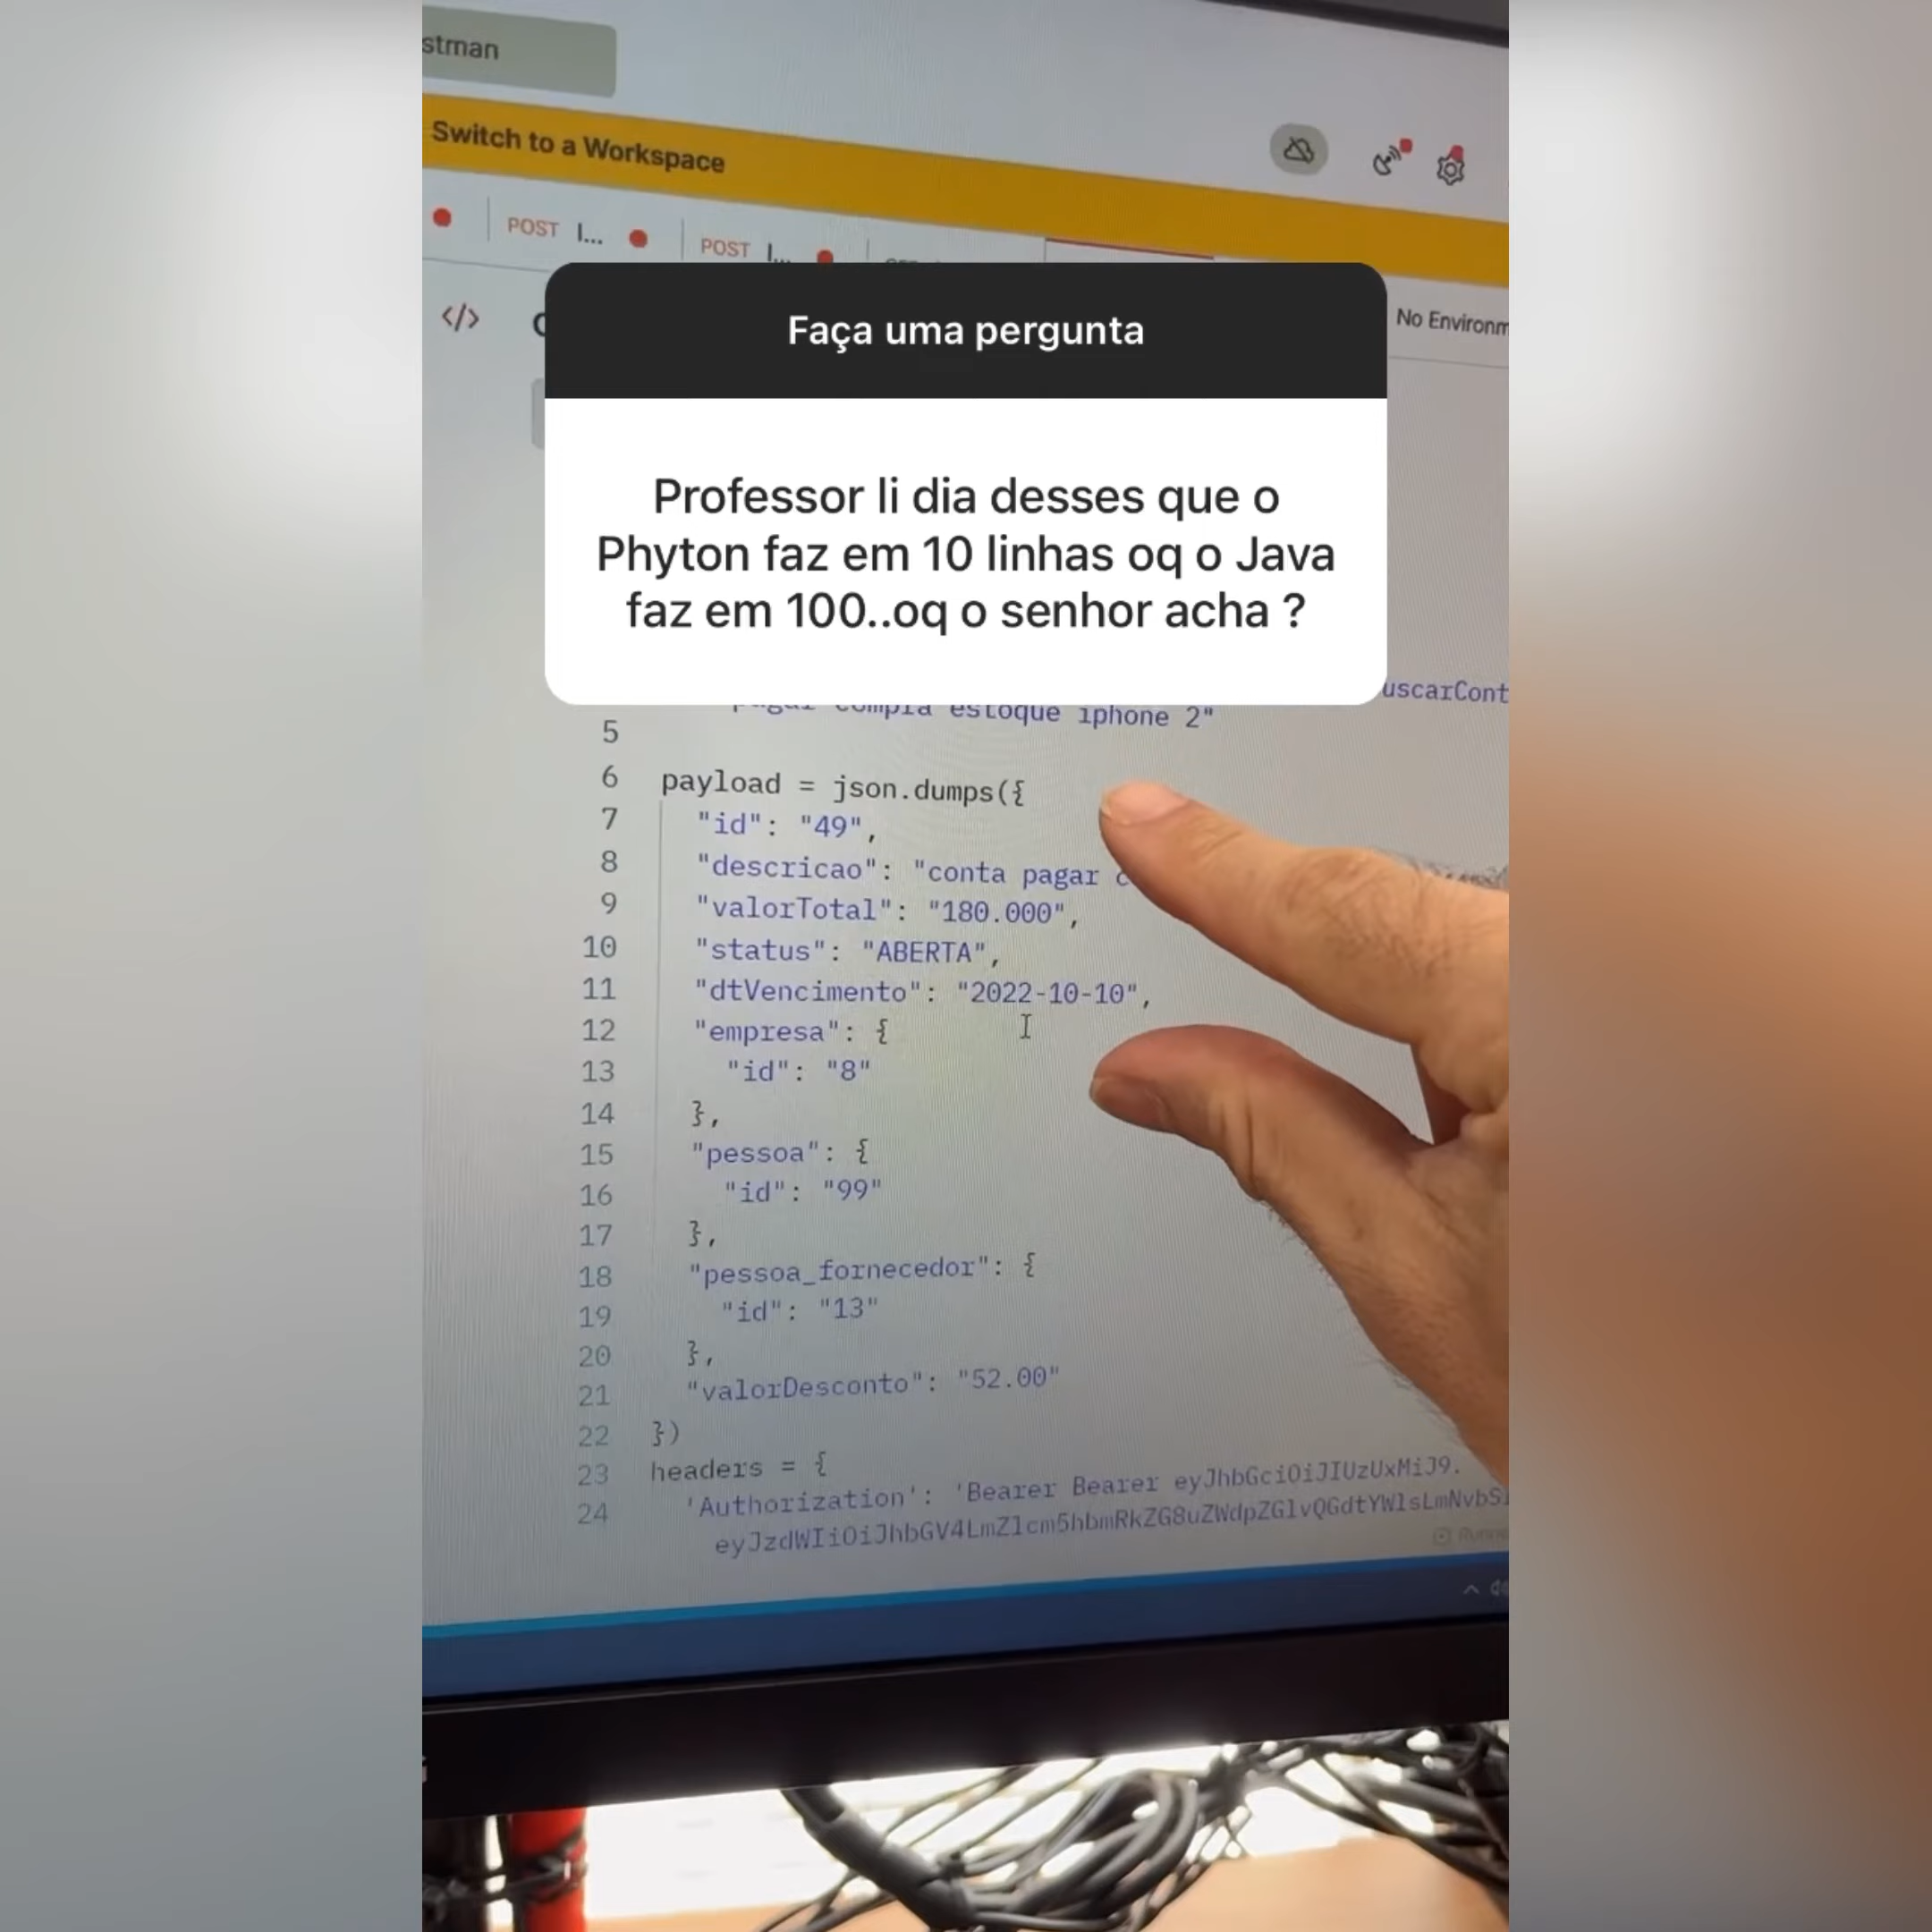 stman
Switch to a Workspace
POST I...
POST I...
</>
No Environm
Faça uma pergunta
Professor li dia desses que o
Phyton faz em 10 linhas oq o Java
faz em 100..oq o senhor acha ?
uscarCont
pagar compra estoque iphone 2"
5
6 payload = json.dumps({
7 "id": "49",
8 "descricao": "conta pagar c
9 "valorTotal": "180.000",
10 "status": "ABERTA",
11 "dtVencimento": "2022-10-10",
12 "empresa": {
13 "id": "8"
14 },
15 "pessoa": {
16 "id": "99"
17 },
18 "pessoa_fornecedor": {
19 "id": "13"
20 },
21 "valorDesconto": "52.00"
22 })
23 headers = {
24 'Authorization': 'Bearer Bearer eyJhbGciOiJIUzUxMiJ9.
eyJzdWIiOiJhbGV4LmZlcm5hbmRkZG8uZWdpZGlvQGdtYWlsLmNvbSI